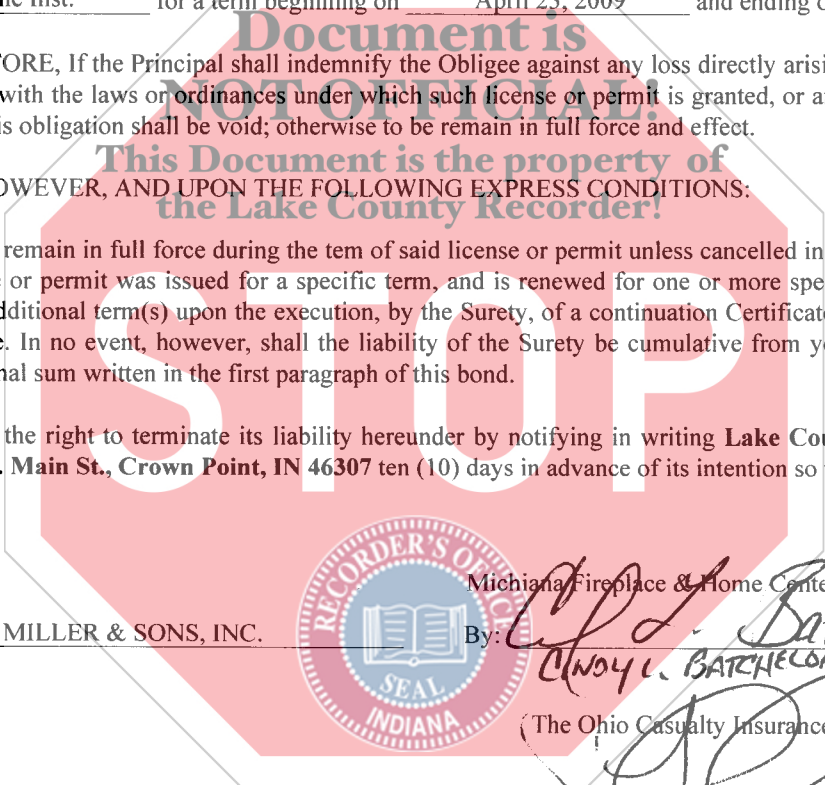 for a term beginning on April 23, 2009 and ending
Document is
ORE, If the Principal shall indemnify the Obligee against any loss directly arisi
NOT OFFICIAL!
with the laws or ordinances under which such license or permit is granted, or a
is obligation shall be void; otherwise to be remain in full force and effect.
This Document is the property of
OWEVER, AND UPON THE FOLLOWING EXPRESS CONDITIONS:
the Lake County Recorder!
remain in full force during the tem of said license or permit unless cancelled in
or permit was issued for a specific term, and is renewed for one or more spe
dditional term(s) upon the execution, by the Surety, of a continuation Certificat
e. In no event, however, shall the liability of the Surety be cumulative from y
nal sum written in the first paragraph of this bond.
STOP
the right to terminate its liability hereunder by notifying in writing Lake Cou
. Main St., Crown Point, IN 46307 ten (10) days in advance of its intention so
RECORDER'S OFFICE
SEAL
INDIANA
Michiana Fireplace & Home Cente
MILLER & SONS, INC.
By:
CINDY L. BATCHELOR
(The Ohio Casualty Insurance